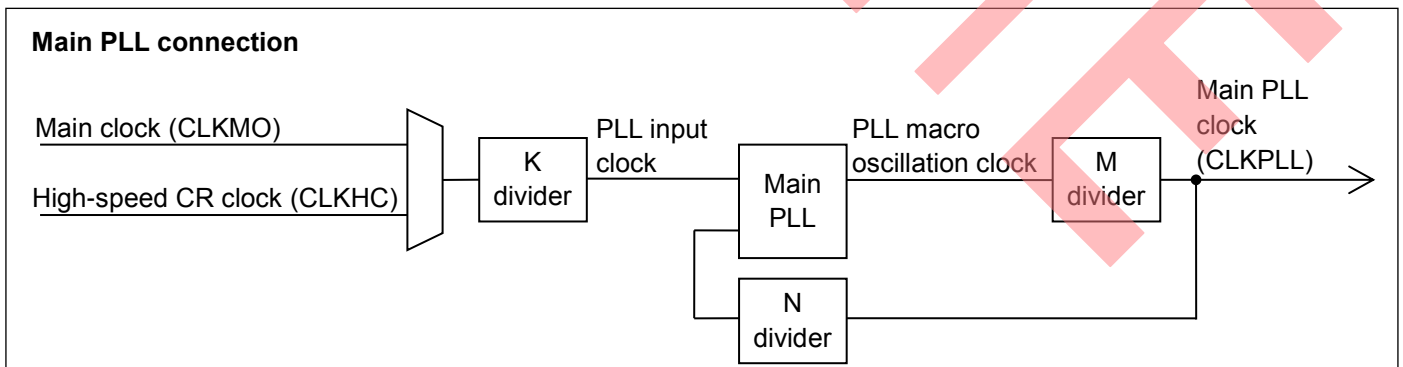 Main PLL connection
Main clock (CLKMO)
High-speed CR clock (CLKHC)
K
divider
PLL input
clock
Main
PLL
N
divider
PLL macro
oscillation clock
M
divider
Main PLL
clock
(CLKPLL)